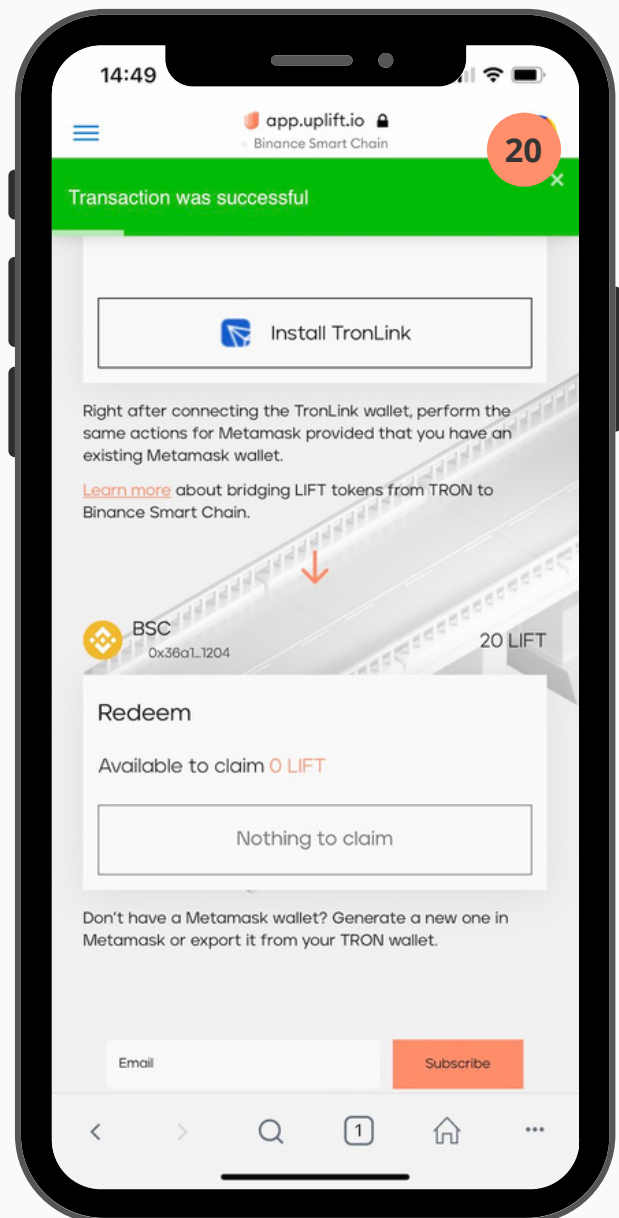 14:49
app.uplift.io
Binance Smart Chain
20
Transaction was successful
Install TronLink
Right after connecting the TronLink wallet, perform the
same actions for Metamask provided that you have an
existing Metamask wallet.
Learn more about bridging LIFT tokens from TRON to
Binance Smart Chain.
BSC
0x36a1...1204
20 LIFT
Redeem
Available to claim 0 LIFT
Nothing to claim
Don't have a Metamask wallet? Generate a new one in
Metamask or export it from your TRON wallet.
Email
Subscribe
1